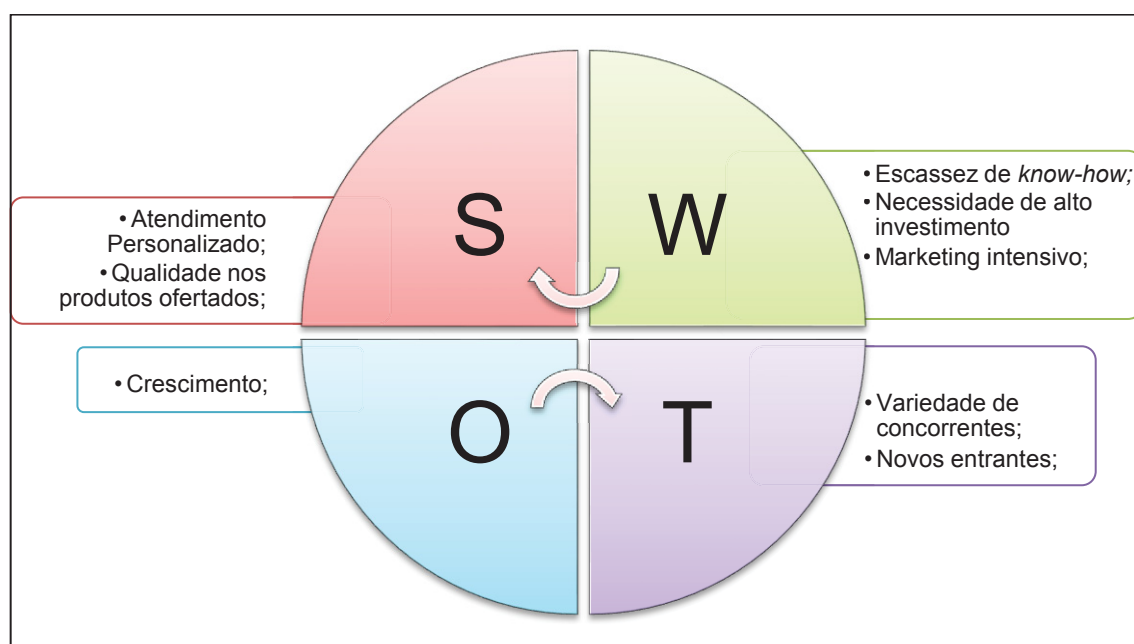 S
• Atendimento
Personalizado;
• Qualidade nos
produtos ofertados;
W
• Escassez de know-how;
• Necessidade de alto
investimento
• Marketing intensivo;
O
• Crescimento;
T
• Variedade de
concorrentes;
• Novos entrantes;